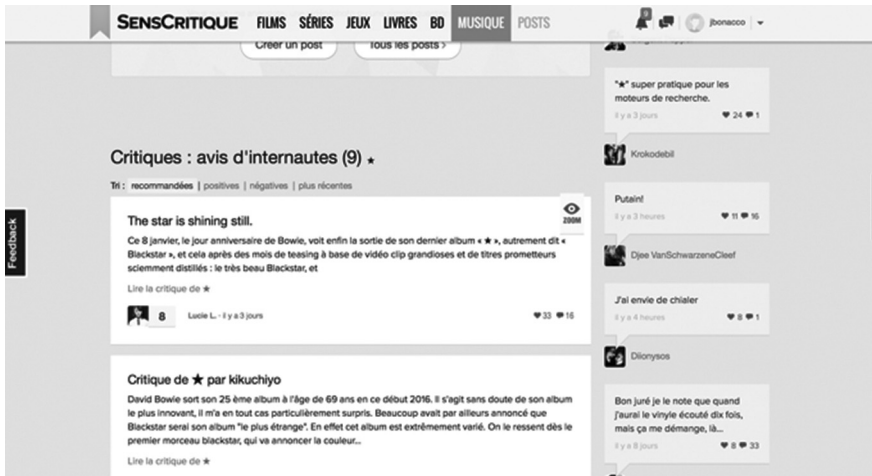 SENSCRITIQUE FILMS SÉRIES JEUX LIVRES BD MUSIQUE POSTS jbonacco
Créer un post Tous les posts ›
Critiques : avis d'internautes (9) ★
Tri : recommandées | positives | négatives | plus récentes
ZOOM
The star is shining still.
Ce 8 janvier, le jour anniversaire de Bowie, voit enfin la sortie de son dernier album « ★ », autrement dit «
Blackstar », et cela après des mois de teasing à base de vidéo clip grandioses et de titres prometteurs
sciemment distillés : le très beau Blackstar, et
Lire la critique de ★
8 Lucie L. - il y a 3 jours 33 16
Critique de ★ par kikuchiyo
David Bowie sort son 25 ème album à l'âge de 69 ans en ce début 2016. Il s'agit sans doute de son album
le plus innovant, il m'a en tout cas particulièrement surpris. Beaucoup avait par ailleurs annoncé que
Blackstar serai son album "le plus étrange". En effet cet album est extrêmement varié. On le ressent dès le
premier morceau blackstar, qui va annoncer la couleur...
Lire la critique de ★
Feedback
"★" super pratique pour les
moteurs de recherche.
il y a 3 jours 24 1
Krokodebil
Putain!
il y a 3 heures 11 16
Djee VanSchwarzeneCleef
J'ai envie de chialer
il y a 4 heures 8 1
Diionysos
Bon juré je le note que quand
j'aurai le vinyle écouté dix fois,
mais ça me démange, là...
il y a 8 jours 8 33